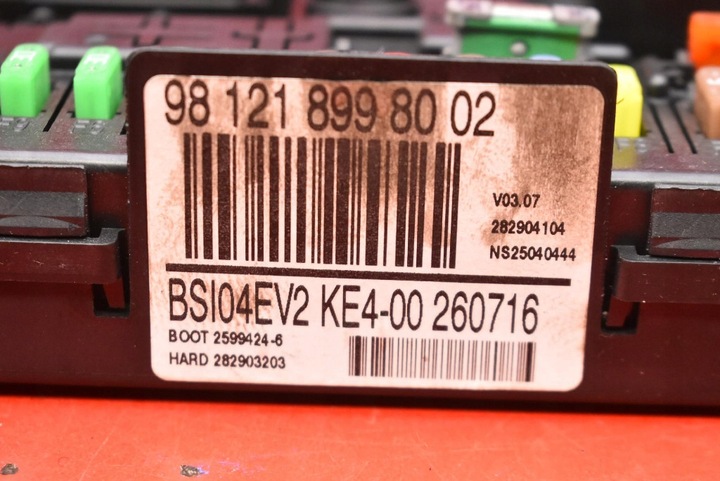 98 121 899 80 02
V03.07
282904104
NS25040444
BSI04EV2 KE4-00 260716
BOOT 2599424-6
HARD 282903203